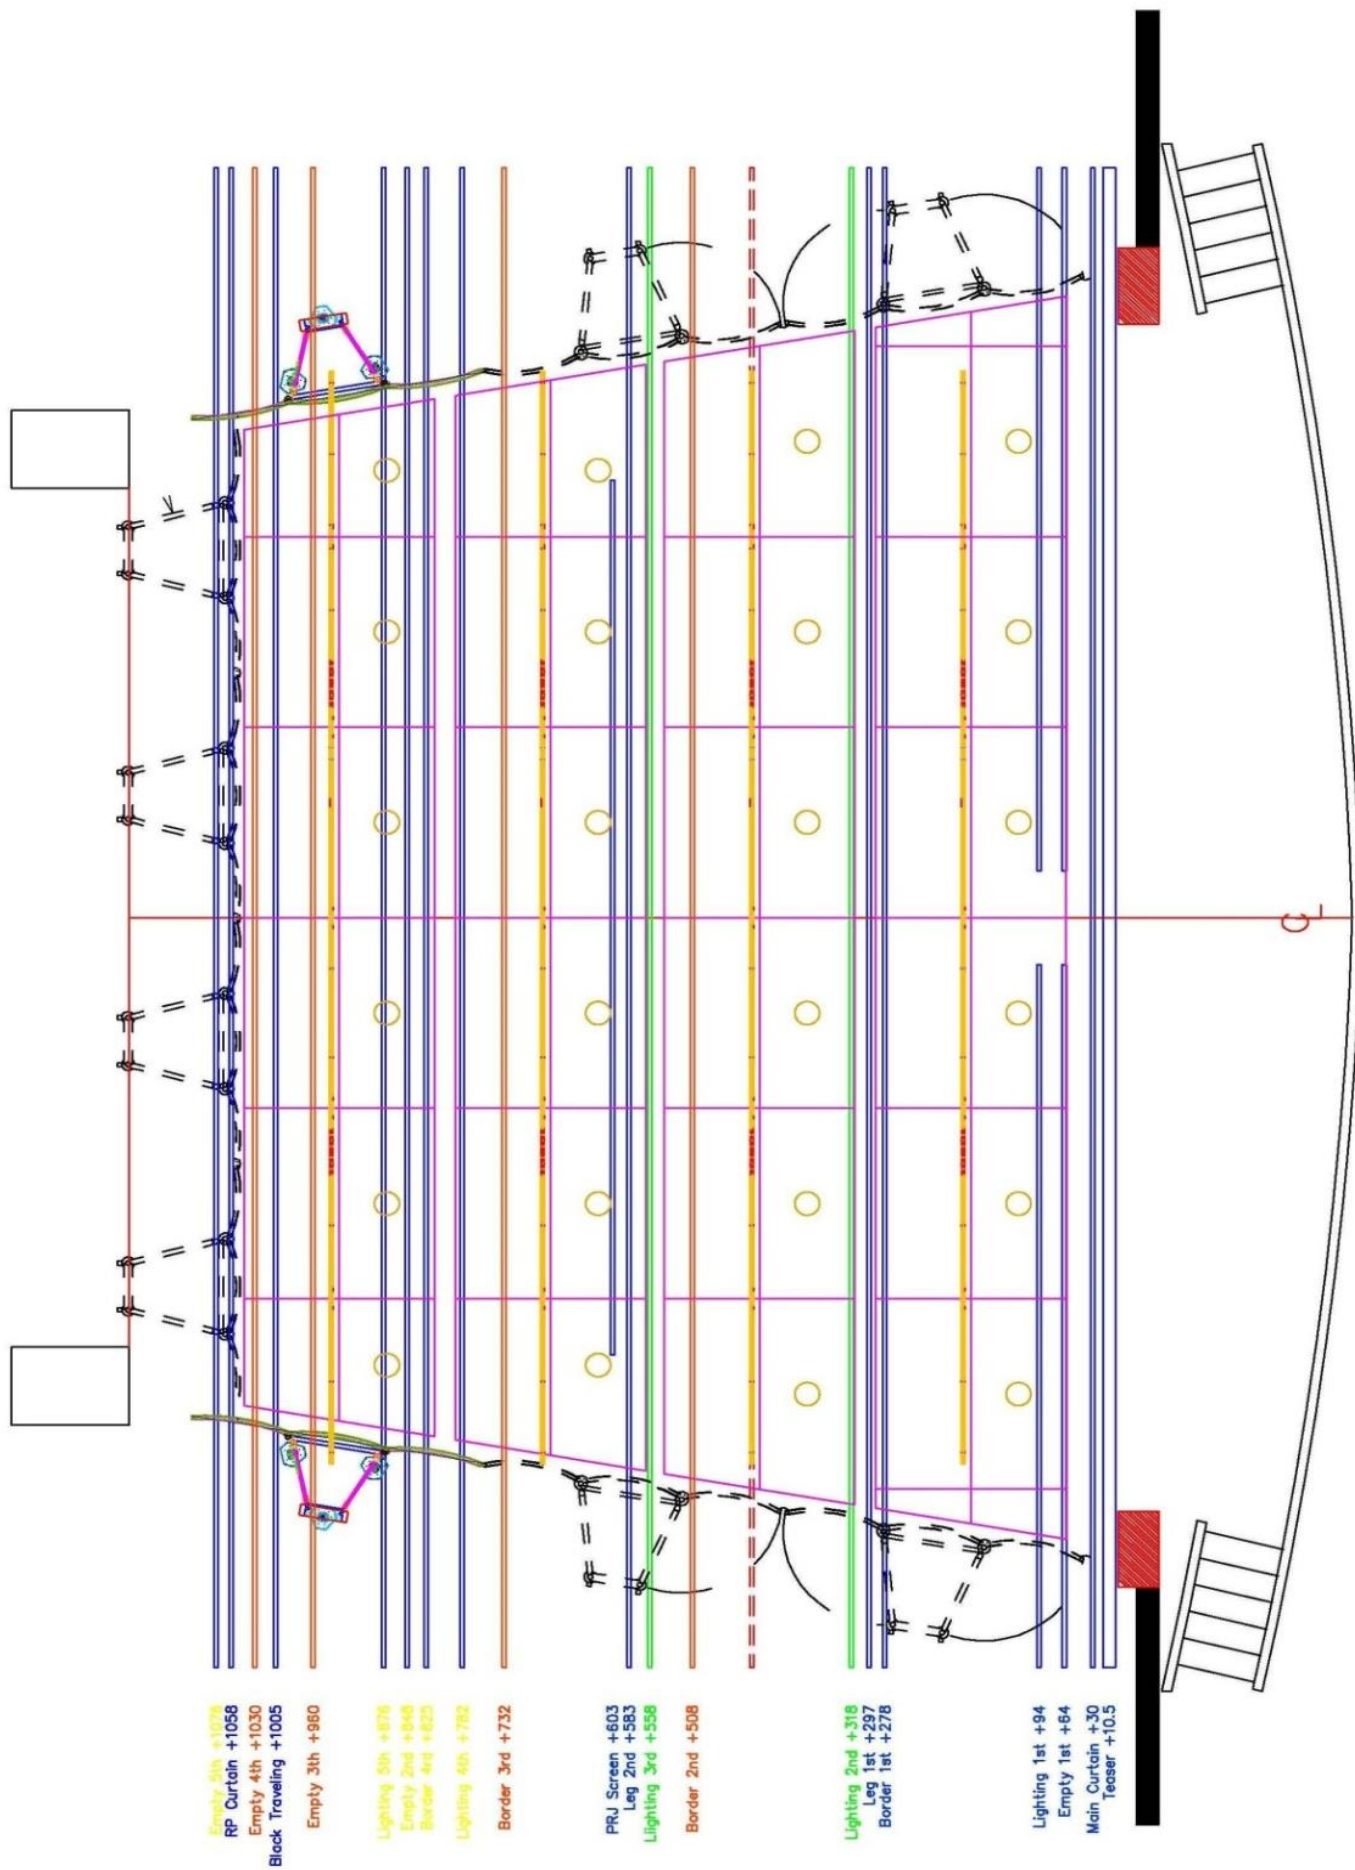 Empty 5th +1078
RP Curtain +1058
Empty 4th +1030
Black Traveling +1005
Empty 3th +960
Lighting 5th +876
Empty 2nd +848
Border 4rd +825
Lighting 4th +782
Border 3rd +732
PRJ Screen +603
Leg 2nd +583
Liighting 3rd +558
Border 2nd +508
Lighting 2nd +318
Leg 1st +297
Border 1st +278
Lighting 1st +94
Empty 1st +64
Main Curtain +30
Teaser +10.5
CL